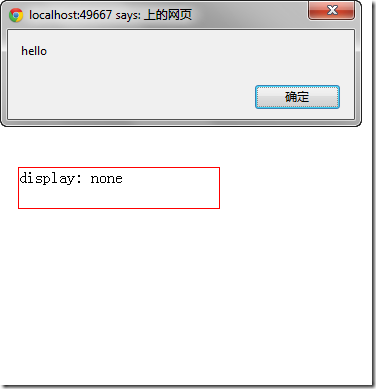 localhost:49667 says: 上的网页
hello
确定
display: none